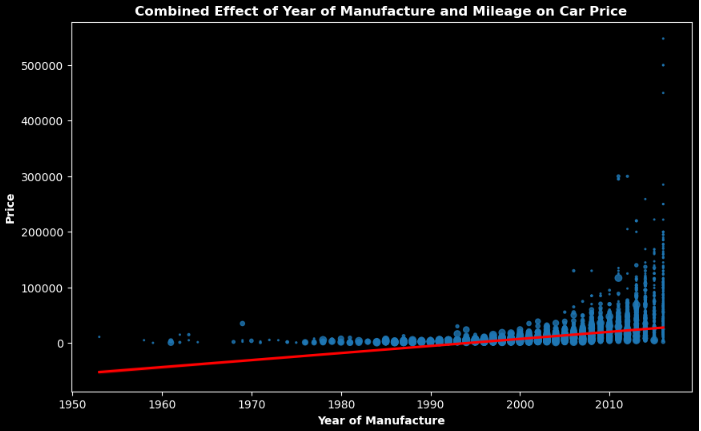 Combined Effect of Year of Manufacture and Mileage on Car Price
500000
400000
300000
200000
100000
0
Price
1950 1960 1970 1980 1990 2000 2010
Year of Manufacture